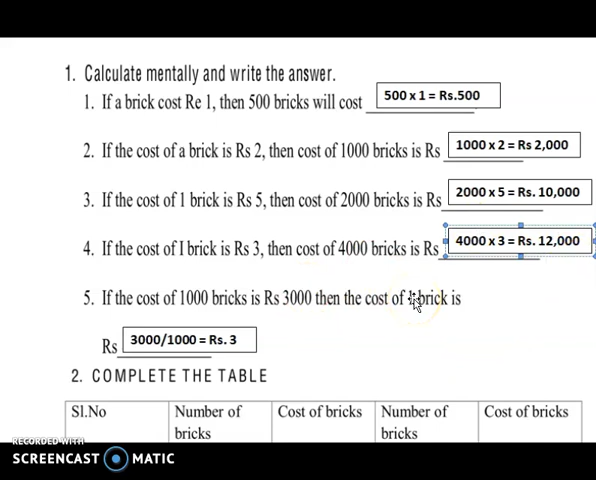 1. Calculate mentally and write the answer.
1. If a brick cost Re 1, then 500 bricks will cost 500 x 1 = Rs.500
2. If the cost of a brick is Rs 2, then cost of 1000 bricks is Rs 1000 x 2 = Rs 2,000
3. If the cost of 1 brick is Rs 5, then cost of 2000 bricks is Rs 2000 x 5 = Rs. 10,000
4. If the cost of I brick is Rs 3, then cost of 4000 bricks is Rs 4000 x 3 = Rs. 12,000
5. If the cost of 1000 bricks is Rs 3000 then the cost of 1 brick is
Rs 3000/1000 = Rs. 3
2. COMPLETE THE TABLE
Sl.No Number of bricks Cost of bricks Number of bricks Cost of bricks
RECORDED WITH
SCREENCAST MATIC